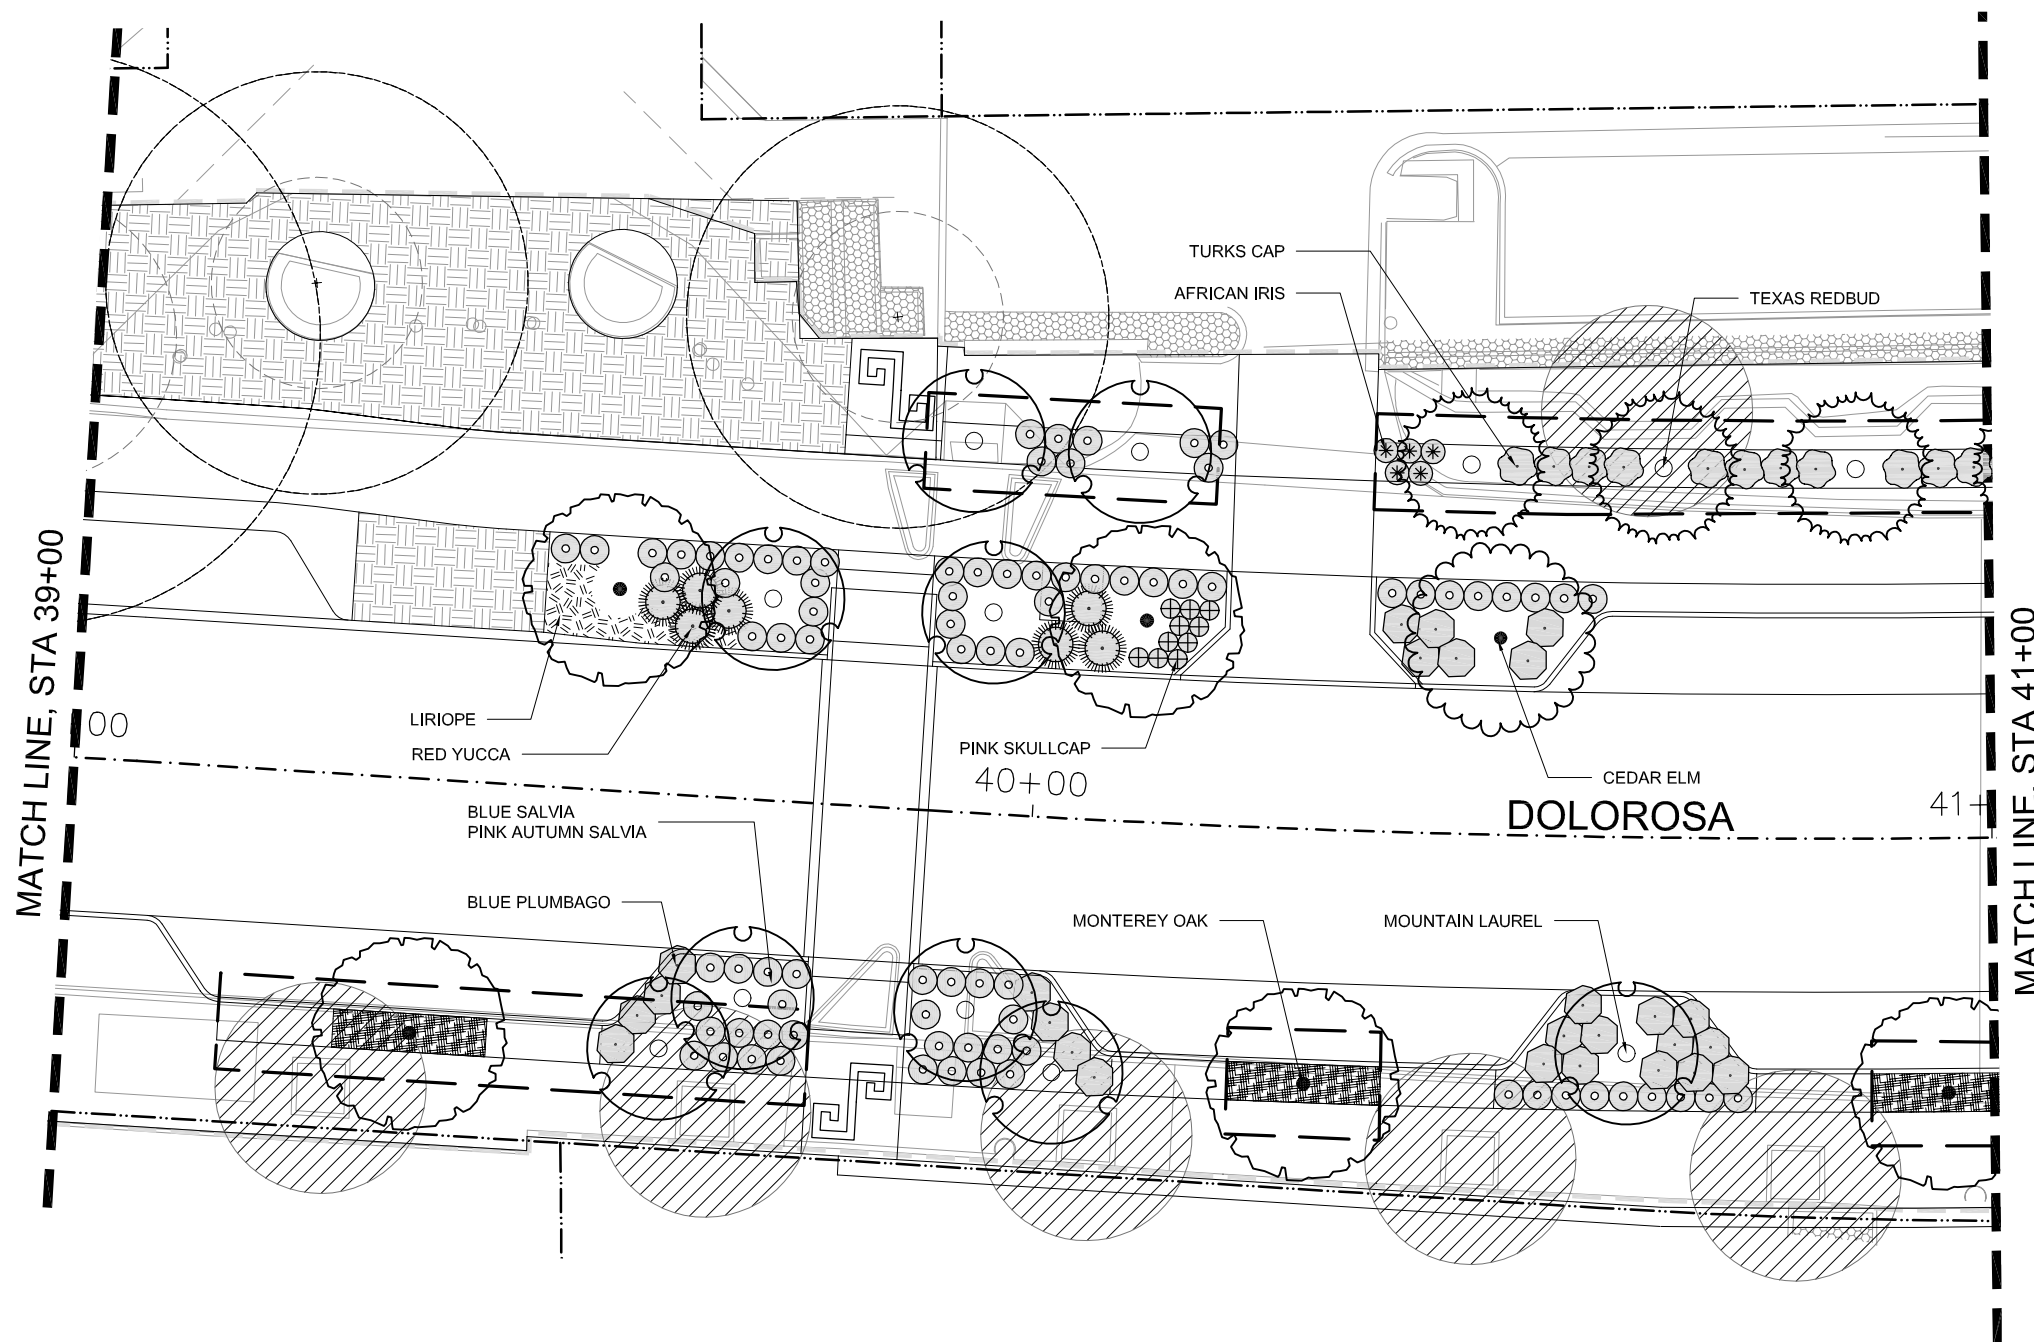 TURKS CAP
AFRICAN IRIS
TEXAS REDBUD
MATCH LINE, STA 39+00
MATCH LINE, STA 41+00
00
LIRIOPE
RED YUCCA
PINK SKULLCAP
40+00
CEDAR ELM
DOLOROSA
41+
BLUE SALVIA
PINK AUTUMN SALVIA
BLUE PLUMBAGO
MONTEREY OAK
MOUNTAIN LAUREL